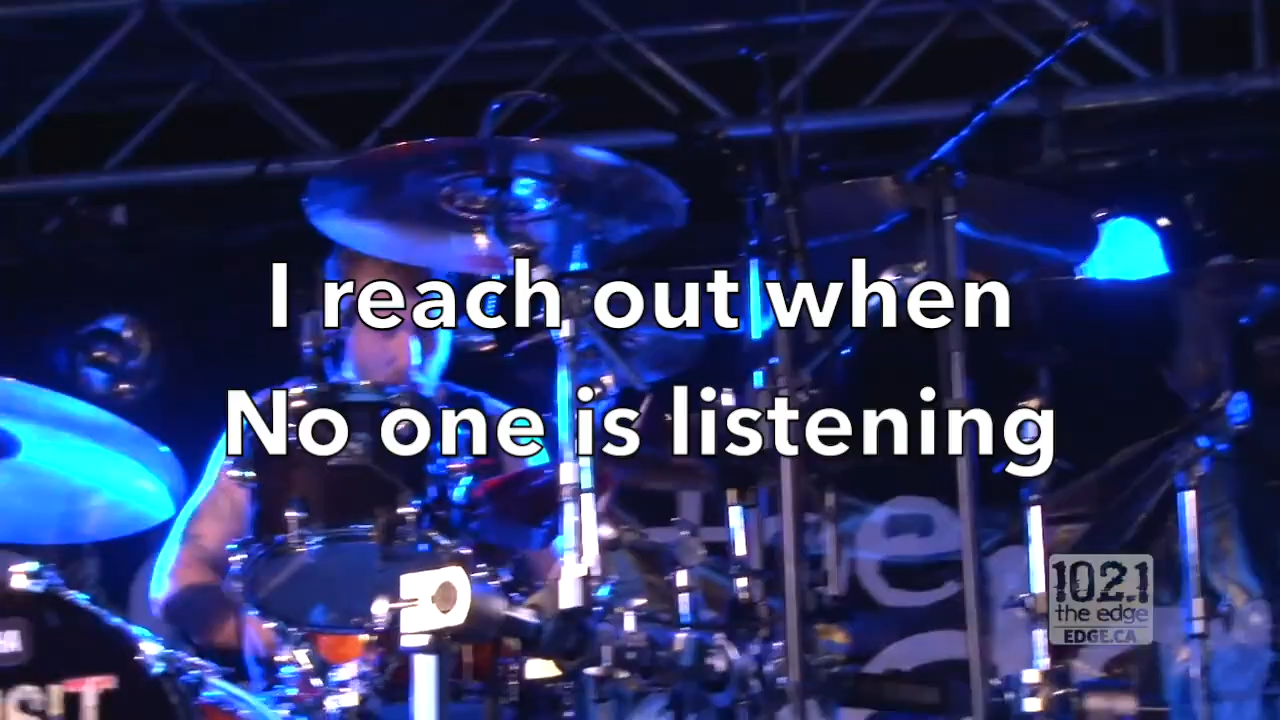 I reach out when
No one is listening
102.1
the edge
EDGE.CA